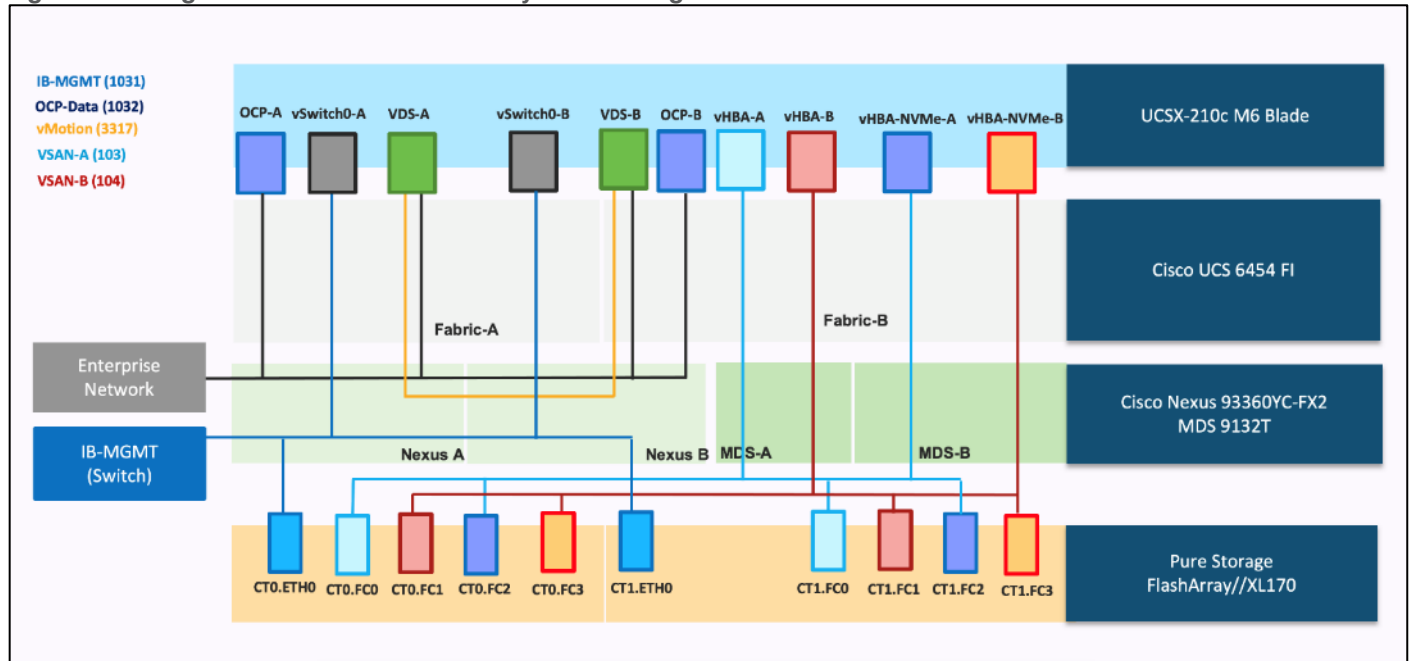 IB-MGMT (1031)
OCP-Data (1032)
vMotion (3317)
VSAN-A (103)
VSAN-B (104)
OCP-A vSwitch0-A VDS-A vSwitch0-B VDS-B OCP-B vHBA-A vHBA-B vHBA-NVMe-A vHBA-NVMe-B
UCSX-210c M6 Blade
Fabric-A
Fabric-B
Cisco UCS 6454 FI
Enterprise
Network
IB-MGMT
(Switch)
Nexus A
Nexus B
MDS-A
MDS-B
Cisco Nexus 93360YC-FX2
MDS 9132T
CT0.ETH0 CT0.FC0 CT0.FC1 CT0.FC2 CT0.FC3 CT1.ETH0 CT1.FC0 CT1.FC1 CT1.FC2 CT1.FC3
Pure Storage
FlashArray//XL170